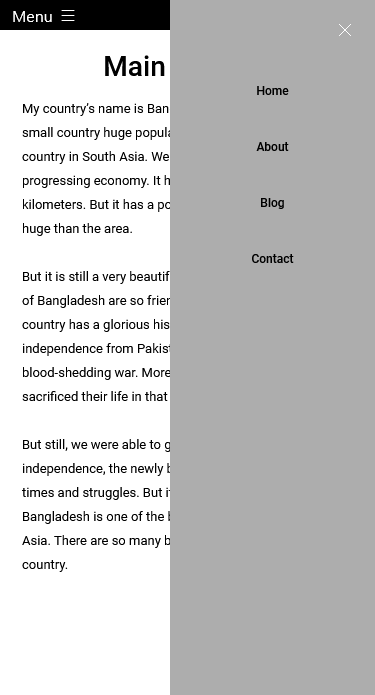 Menu
Main
My country's name is Ban
small country huge popula
country in South Asia. We
progressing economy. It h
kilometers. But it has a po
huge than the area.
But it is still a very beautif
of Bangladesh are so frien
country has a glorious his
independence from Pakist
blood-shedding war. More
sacrificed their life in that
But still, we were able to g
independence, the newly b
times and struggles. But it
Bangladesh is one of the b
Asia. There are so many b
country.
Home
About
Blog
Contact